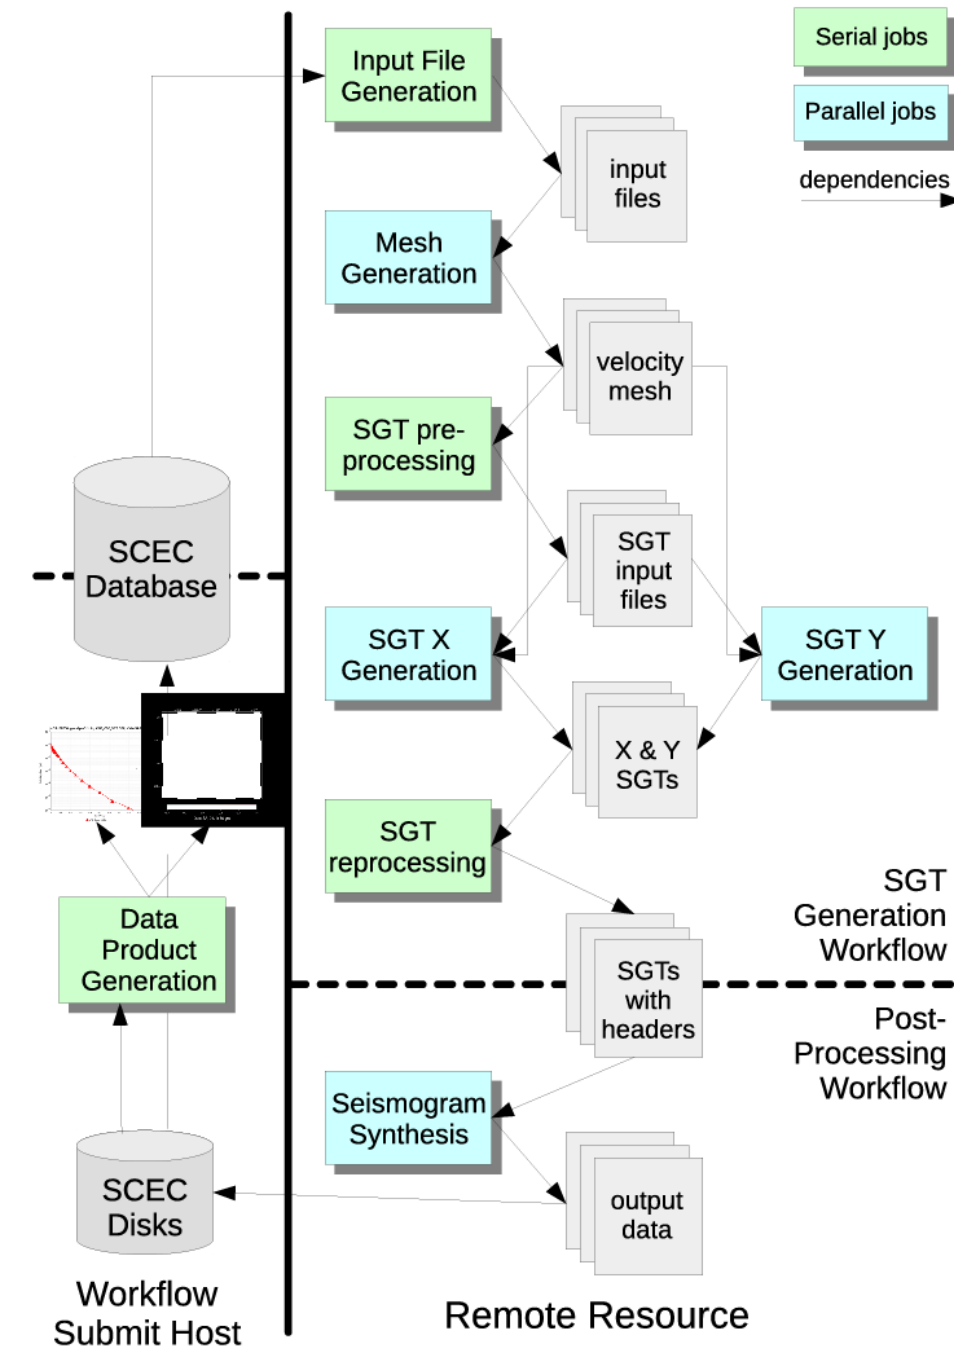 Serial jobs
Parallel jobs
dependencies
Input File
Generation
input
files
Mesh
Generation
velocity
mesh
SGT pre-
processing
SGT
input
files
SCEC
Database
SGT X
Generation
SGT Y
Generation
X & Y
SGTs
SGT
reprocessing
SGT
Generation
Workflow
Data
Product
Generation
SGTs
with
headers
Post-
Processing
Workflow
Seismogram
Synthesis
SCEC
Disks
output
data
Workflow
Submit Host
Remote Resource